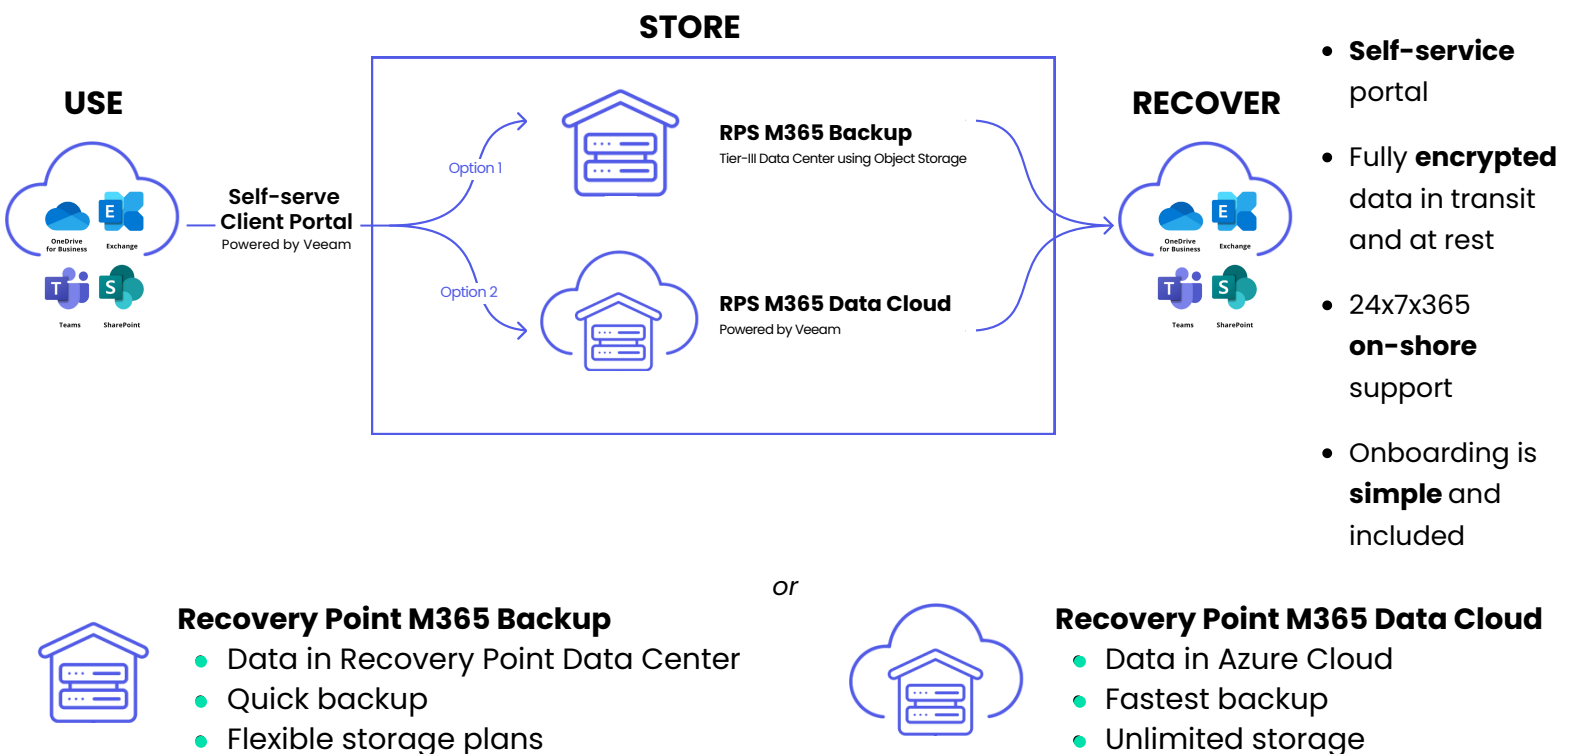 STORE
USE
OneDrive
for Business
Exchange
Teams
SharePoint
Self-serve
Client Portal
Powered by Veeam
Option 1
Option 2
RPS M365 Backup
Tier-III Data Center using Object Storage
RPS M365 Data Cloud
Powered by Veeam
RECOVER
OneDrive
for Business
Exchange
Teams
SharePoint
• Self-service
portal
• Fully encrypted
data in transit
and at rest
• 24x7x365
on-shore
support
• Onboarding is
simple and
included
or
Recovery Point M365 Backup
• Data in Recovery Point Data Center
• Quick backup
• Flexible storage plans
Recovery Point M365 Data Cloud
• Data in Azure Cloud
• Fastest backup
• Unlimited storage